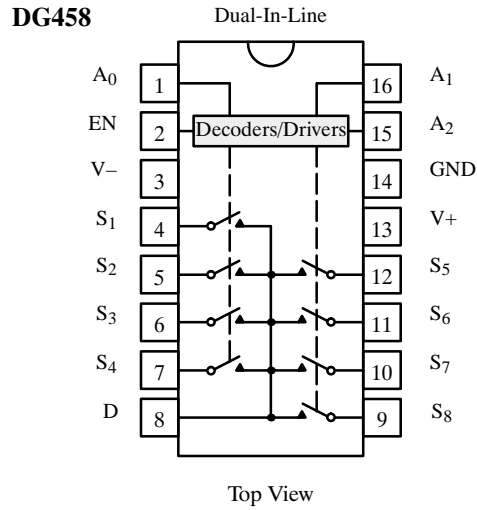 DG458
Dual-In-Line
A0 1 16 A1
EN 2 Decoders/Drivers 15 A2
V– 3 14 GND
S1 4 13 V+
S2 5 12 S5
S3 6 11 S6
S4 7 10 S7
D 8 9 S8
Top View